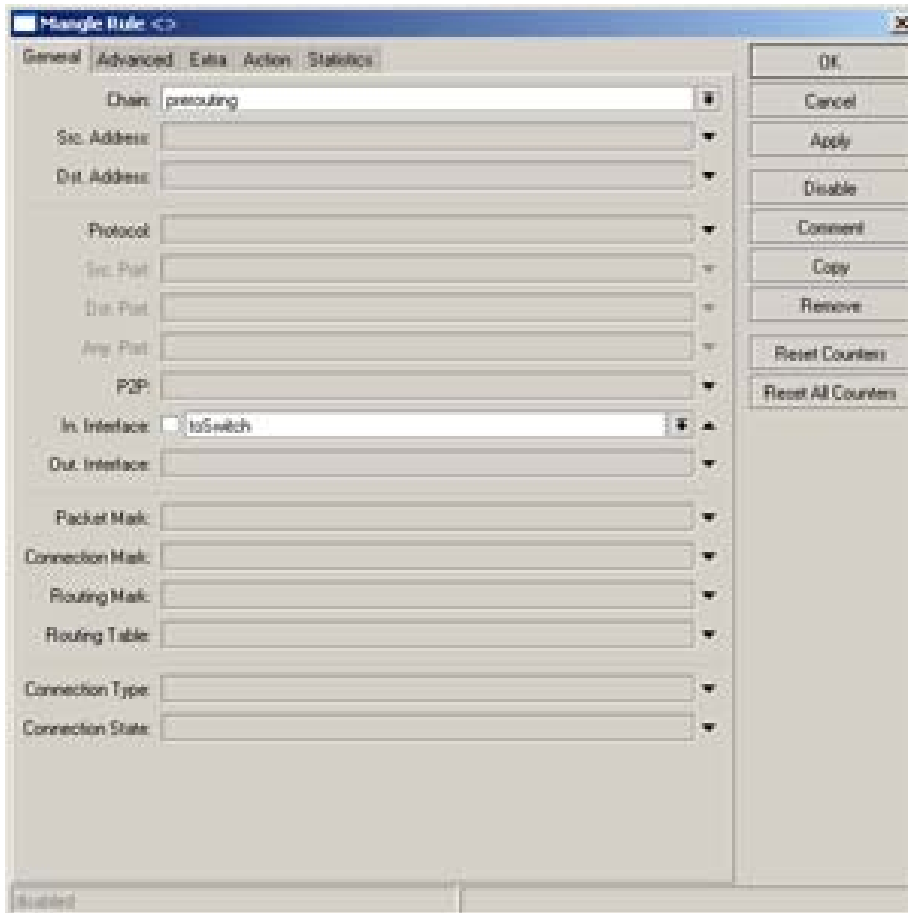 Mangle Rule <>
General Advanced Extra Action Statistics
Chain: prerouting
Src. Address:
Dst. Address:
Protocol:
Src. Port:
Dst. Port:
Any. Port:
P2P:
In. Interface: toSwitch
Out. Interface:
Packet Mark:
Connection Mark:
Routing Mark:
Routing Table:
Connection Type:
Connection State:
OK
Cancel
Apply
Disable
Comment
Copy
Remove
Reset Counters
Reset All Counters
disabled